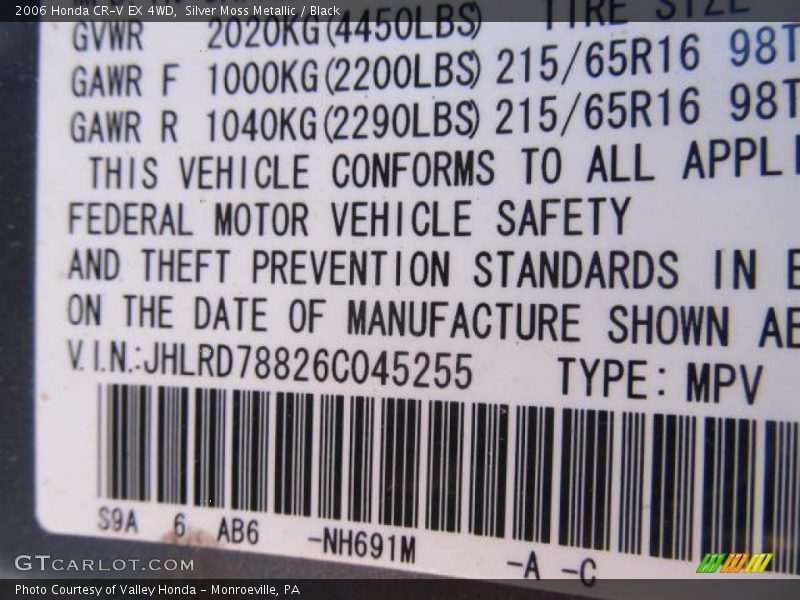 2006 Honda CR-V EX 4WD, Silver Moss Metallic / Black
TIRE SIZE
GVWR 2020KG(4450LBS)
GAWR F 1000KG(2200LBS) 215/65R16 98T
GAWR R 1040KG(2290LBS) 215/65R16 98T
THIS VEHICLE CONFORMS TO ALL APPL
FEDERAL MOTOR VEHICLE SAFETY
AND THEFT PREVENTION STANDARDS IN E
ON THE DATE OF MANUFACTURE SHOWN AB
V.I.N.:JHLRD78826C045255 TYPE: MPV
S9A 6 AB6 -NH691M -A -C
GTCARLOT.COM
Photo Courtesy of Valley Honda - Monroeville, PA